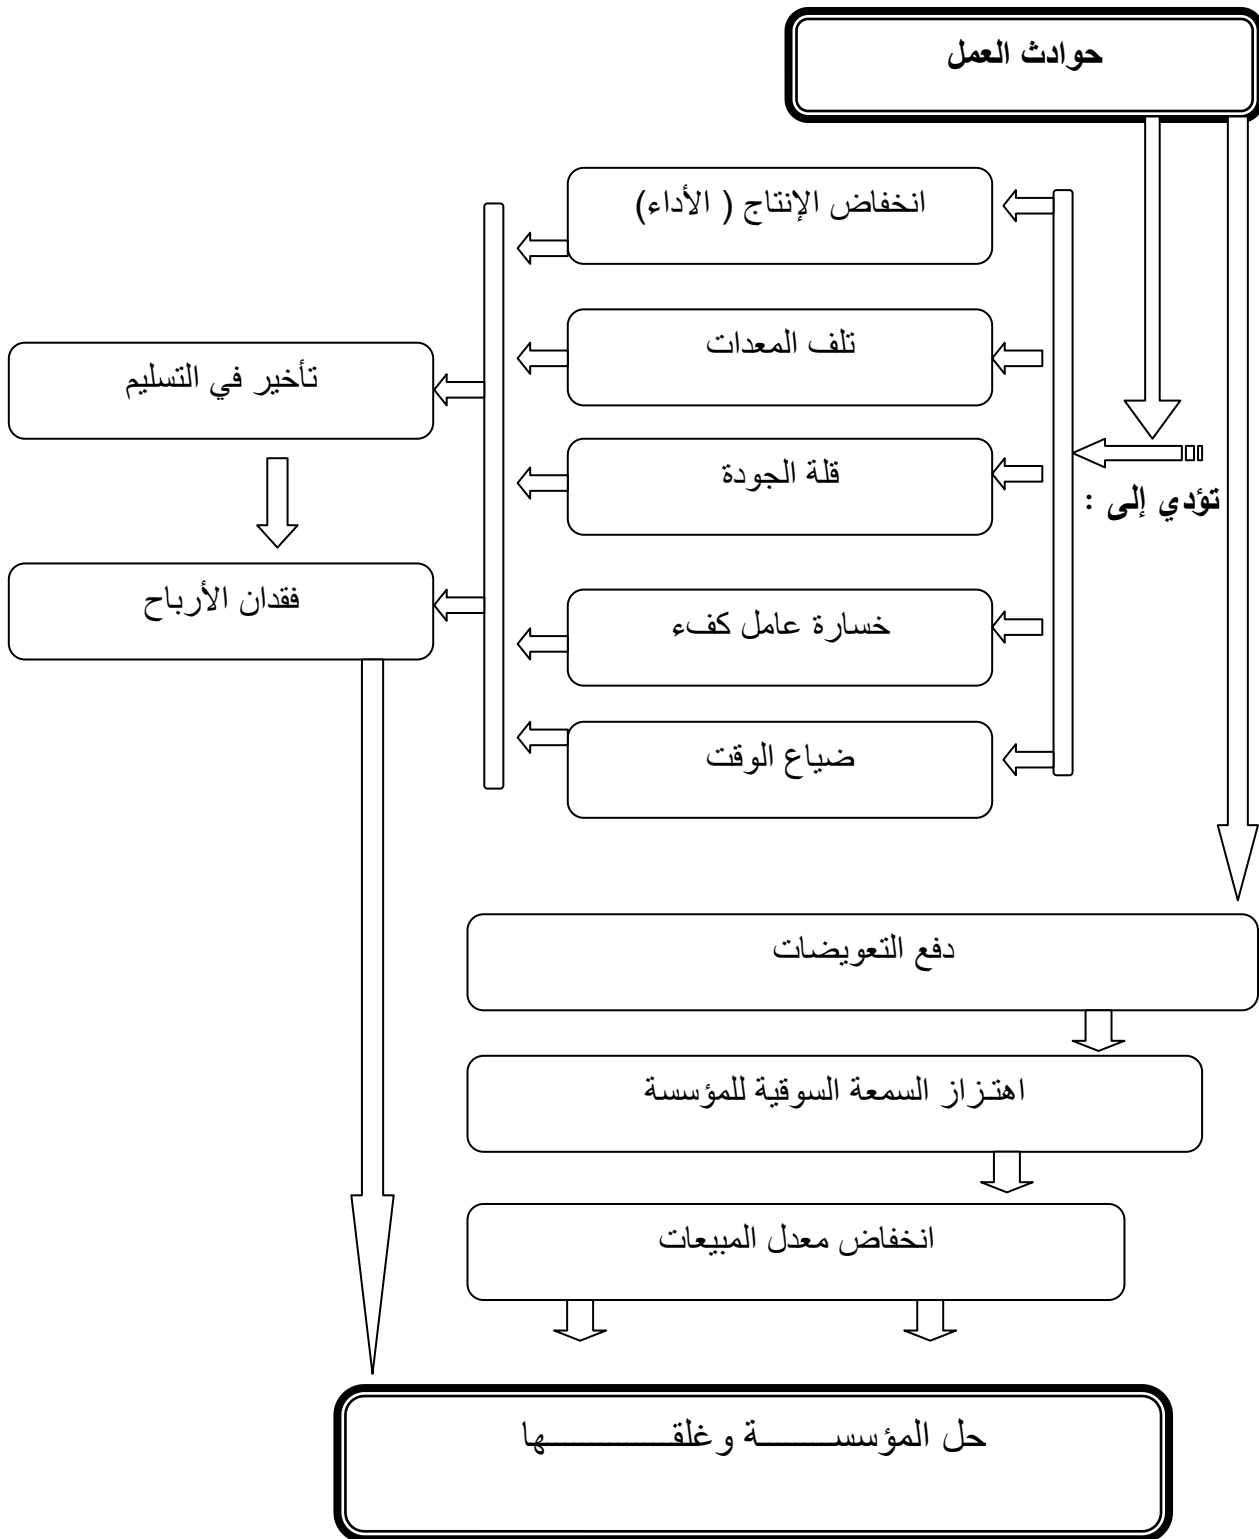 حوادث العمل
انخفاض الإنتاج ( الأداء)
تلف المعدات
تأخير في التسليم
قلة الجودة
تؤدي إلى :
فقدان الأرباح
خسارة عامل كفء
ضياع الوقت
دفع التعويضات
اهتـزاز السمعة السوقية للمؤسسة
انخفاض معدل المبيعات
حل المؤسســـــــة وغلقـــــــــــها